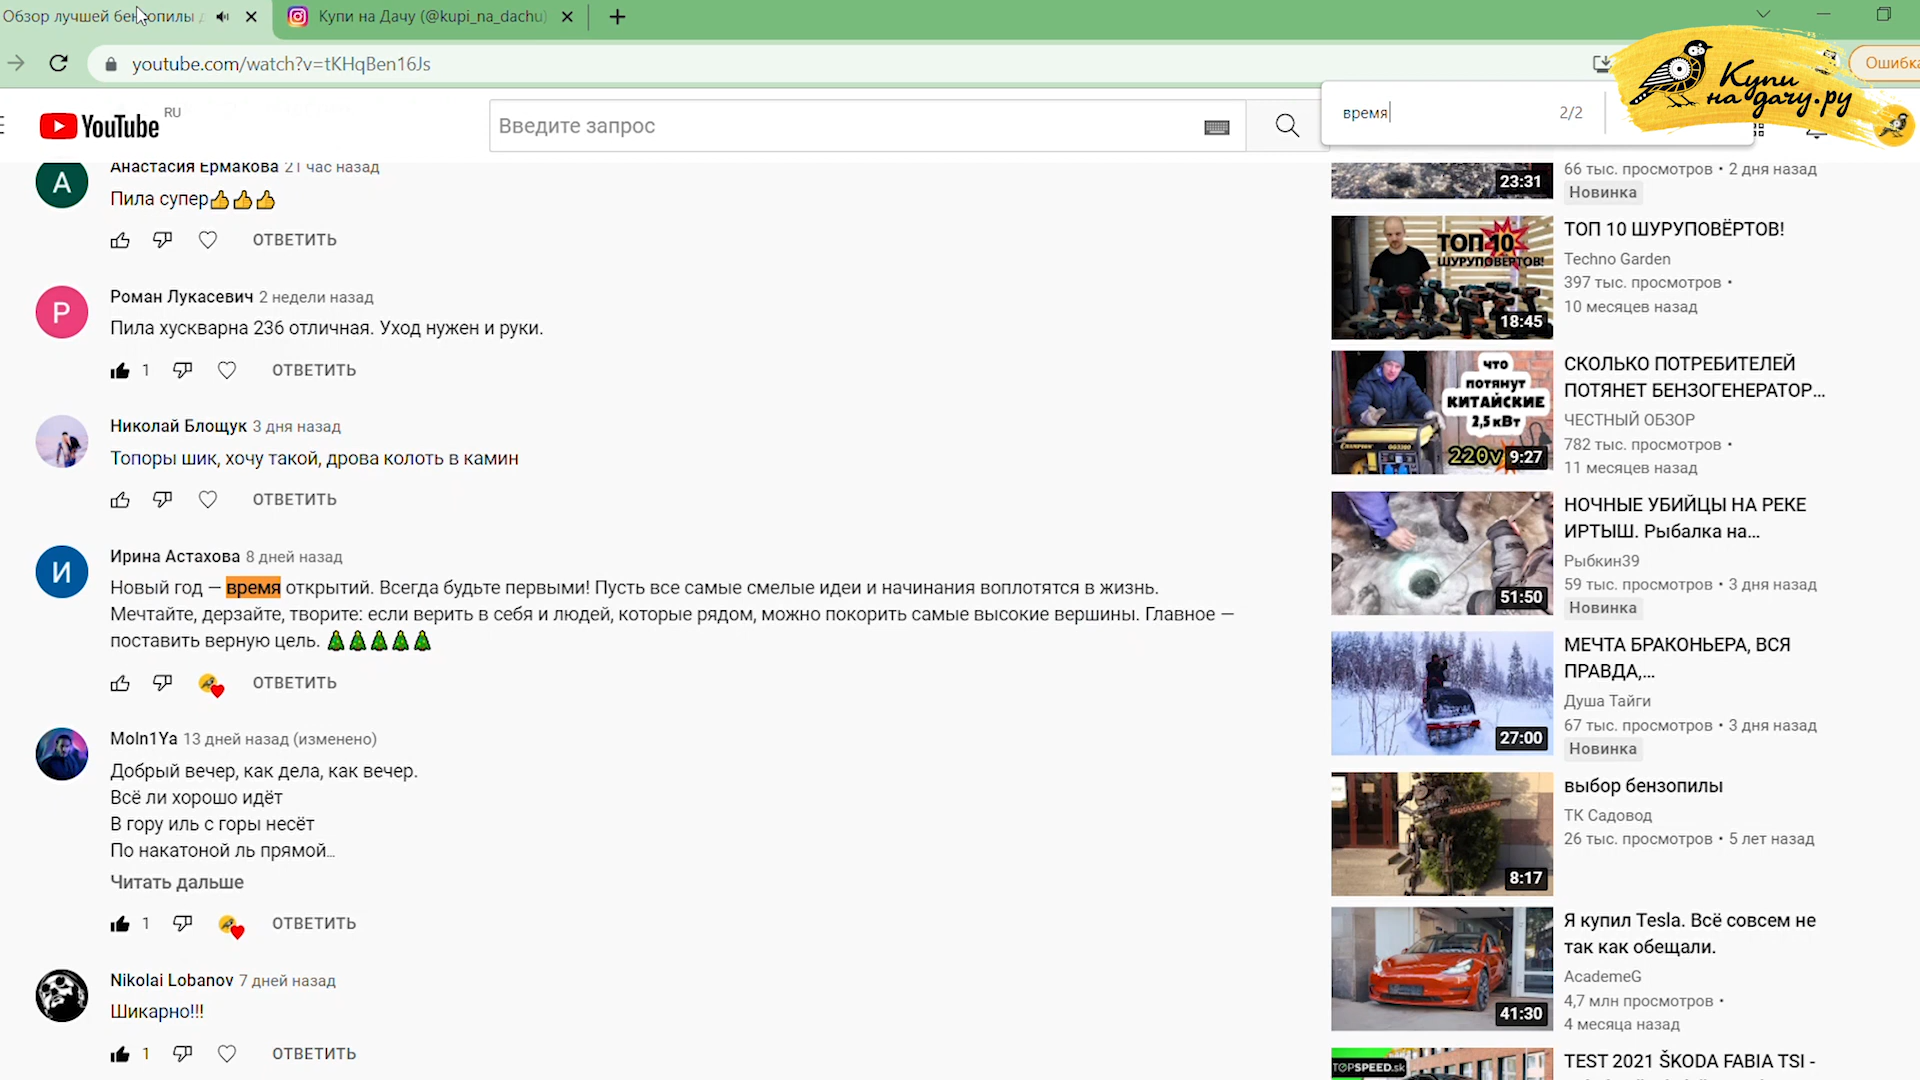 Обзор лучшей бензопилы д
Купи на Дачу (@kupi_na_dachu)
youtube.com/watch?v=tKHqBen16Js
Ошибка
Купи
на дачу.ру
YouTube RU
Введите запрос
время
2/2
Анастасия Ермакова 21 час назад
Пила супер👍👍👍
ОТВЕТИТЬ
Роман Лукасевич 2 недели назад
Пила хускварна 236 отличная. Уход нужен и руки.
1
ОТВЕТИТЬ
Николай Блощук 3 дня назад
Топоры шик, хочу такой, дрова колоть в камин
ОТВЕТИТЬ
Ирина Астахова 8 дней назад
Новый год — время открытий. Всегда будьте первыми! Пусть все самые смелые идеи и начинания воплотятся в жизнь.
Мечтайте, дерзайте, творите: если верить в себя и людей, которые рядом, можно покорить самые высокие вершины. Главное —
поставить верную цель. 🎄🎄🎄🎄🎄
ОТВЕТИТЬ
Moln1Ya 13 дней назад (изменено)
Добрый вечер, как дела, как вечер.
Всё ли хорошо идёт
В гору иль с горы несёт
По накатоной ль прямой...
Читать дальше
1
ОТВЕТИТЬ
Nikolai Lobanov 7 дней назад
Шикарно!!!
1
ОТВЕТИТЬ
А
Р
И
23:31
66 тыс. просмотров • 2 дня назад
Новинка
ТОП 10
ШУРУПОВЁРТОВ!
18:45
ТОП 10 ШУРУПОВЁРТОВ!
Techno Garden
397 тыс. просмотров •
10 месяцев назад
что
потянут
КИТАЙСКИЕ
2,5 кВт
220v
9:27
СКОЛЬКО ПОТРЕБИТЕЛЕЙ
ПОТЯНЕТ БЕНЗОГЕНЕРАТОР...
ЧЕСТНЫЙ ОБЗОР
782 тыс. просмотров •
11 месяцев назад
51:50
НОЧНЫЕ УБИЙЦЫ НА РЕКЕ
ИРТЫШ. Рыбалка на...
Рыбкин39
59 тыс. просмотров • 3 дня назад
Новинка
27:00
МЕЧТА БРАКОНЬЕРА, ВСЯ
ПРАВДА,...
Душа Тайги
67 тыс. просмотров • 3 дня назад
Новинка
8:17
выбор бензопилы
ТК Садовод
26 тыс. просмотров • 5 лет назад
41:30
Я купил Tesla. Всё совсем не
так как обещали.
AcademeG
4,7 млн просмотров •
4 месяца назад
TOPSPEED.sk
TEST 2021 ŠKODA FABIA TSI -